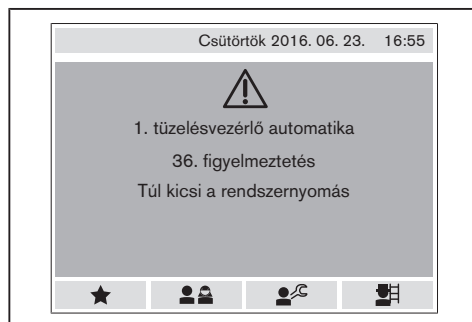 Csütörtök 2016. 06. 23. 16:55
1. tüzelésvezérlő automatika
36. figyelmeztetés
Túl kicsi a rendszernyomás